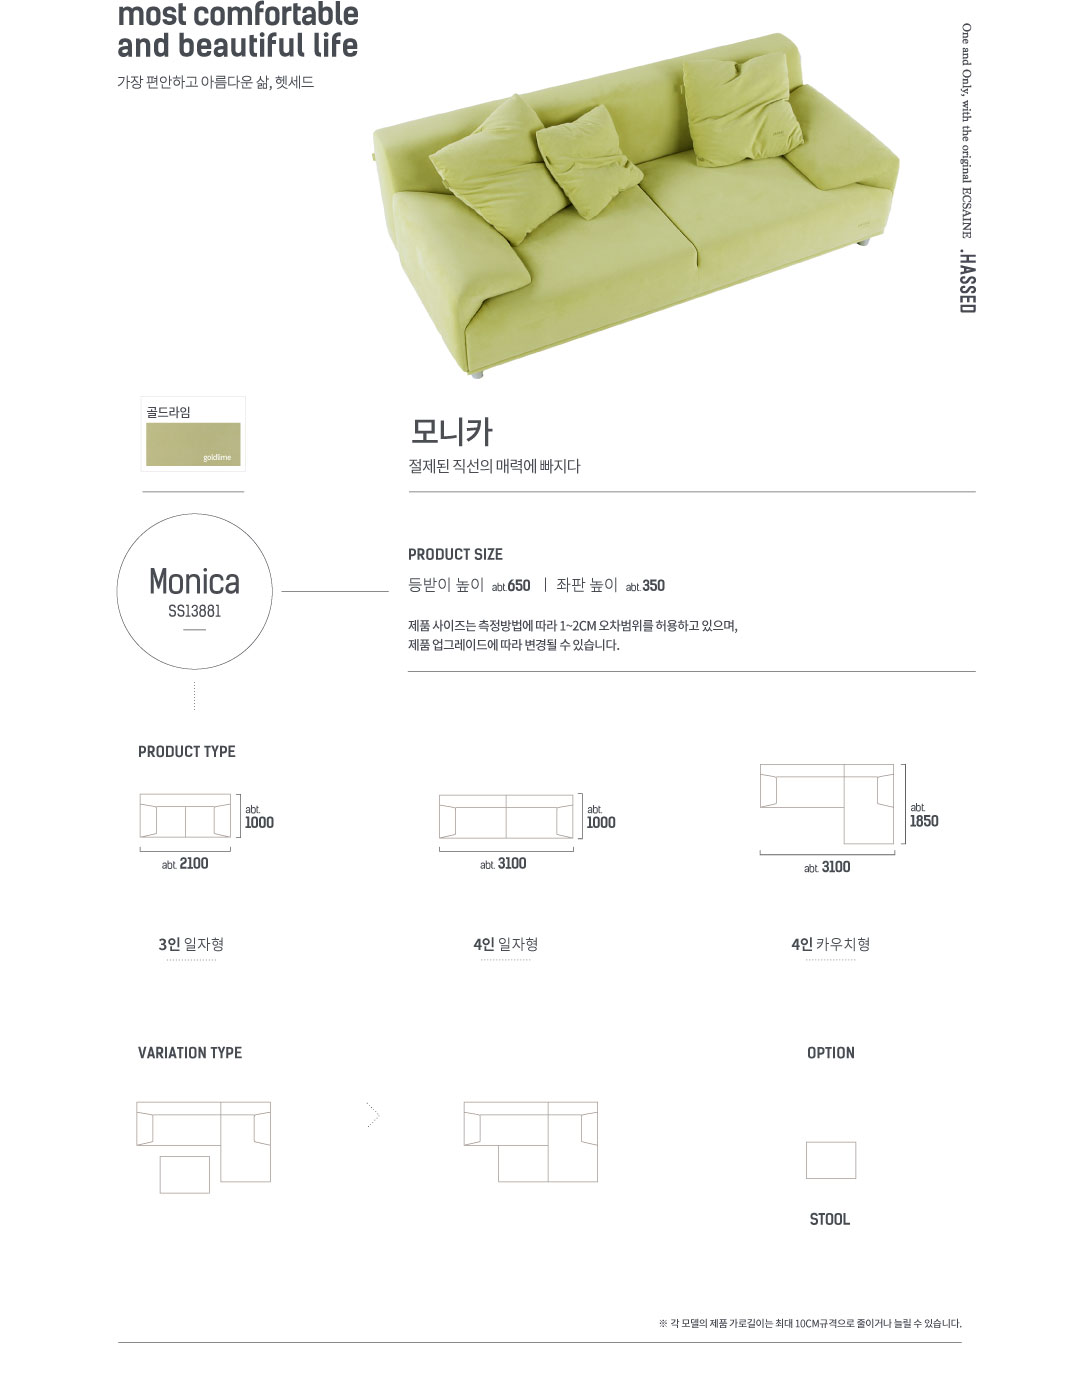 most comfortable
and beautiful life
가장 편안하고 아름다운 삶, 헷세드
One and Only, with the original ECSAINE .HASSED
골드라임
goldlime
모니카
절제된 직선의 매력에 빠지다
Monica
SS13881
PRODUCT SIZE
등받이 높이 abt.650 | 좌판 높이 abt.350
제품 사이즈는 측정방법에 따라 1~2CM 오차범위를 허용하고 있으며,
제품 업그레이드에 따라 변경될 수 있습니다.
PRODUCT TYPE
abt.
1000
abt. 2100
abt.
1000
abt. 3100
abt.
1850
abt. 3100
3인 일자형
4인 일자형
4인 카우치형
VARIATION TYPE
OPTION
STOOL
※ 각 모델의 제품 가로길이는 최대 10CM규격으로 줄이거나 늘릴 수 있습니다.